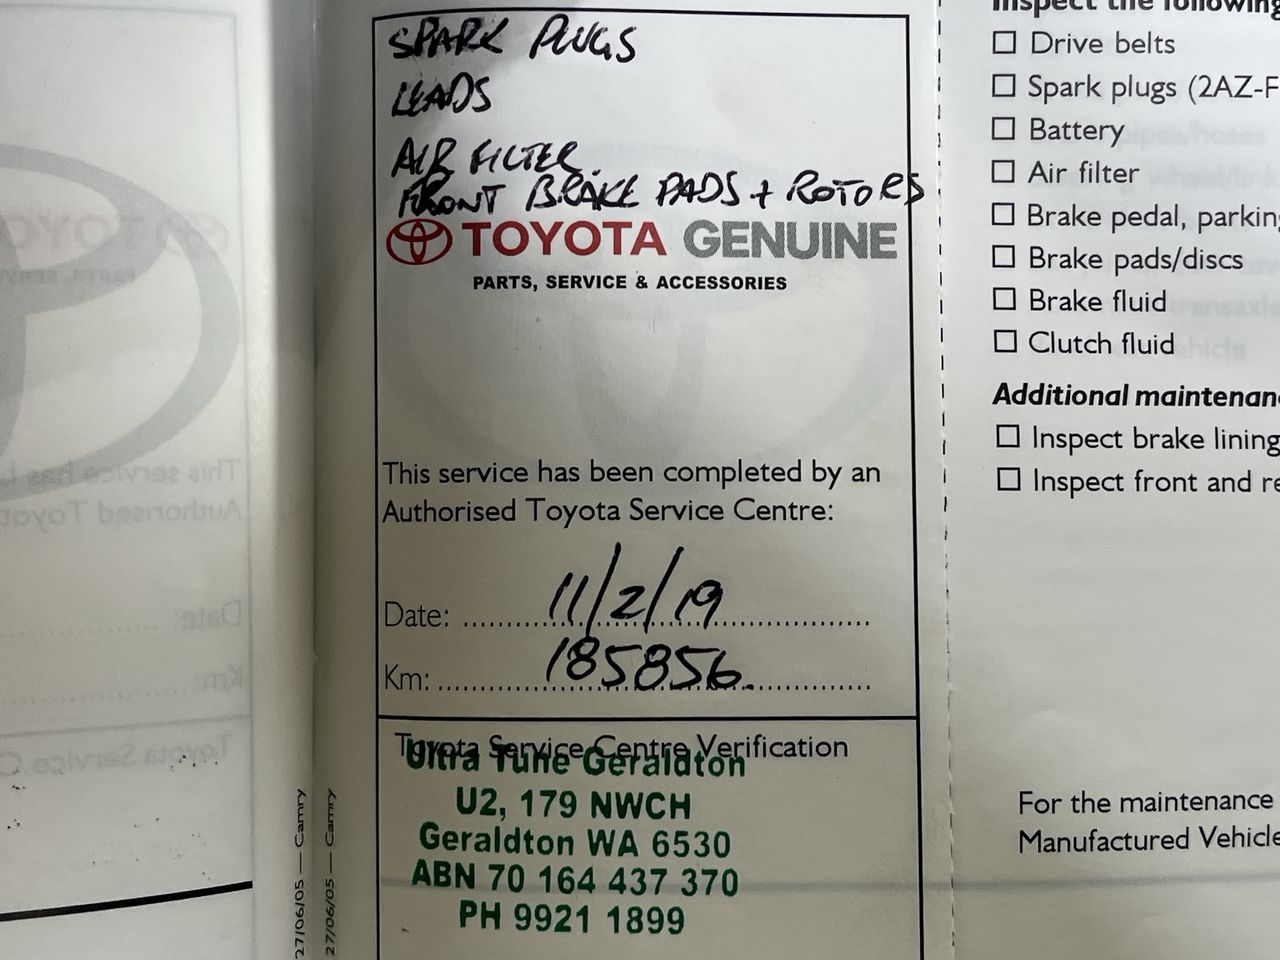 SPARK PLUGS
LEADS
AIR FILTER
FRONT BRAKE PADS + ROTORS
TOYOTA GENUINE
PARTS, SERVICE & ACCESSORIES
This service has been completed by an
Authorised Toyota Service Centre:
Date: 11/2/19
Km: 185856.
Toyota Service Centre Verification
Ultra Tune Geraldton
U2, 179 NWCH
Geraldton WA 6530
ABN 70 164 437 370
PH 9921 1899
27/06/05 — Camry
27/06/05 — Camry
Inspect the following
Drive belts
Spark plugs (2AZ-F
Battery
Air filter
Brake pedal, parking
Brake pads/discs
Brake fluid
Clutch fluid
Additional maintenan
Inspect brake lining
Inspect front and re
For the maintenance
Manufactured Vehicle